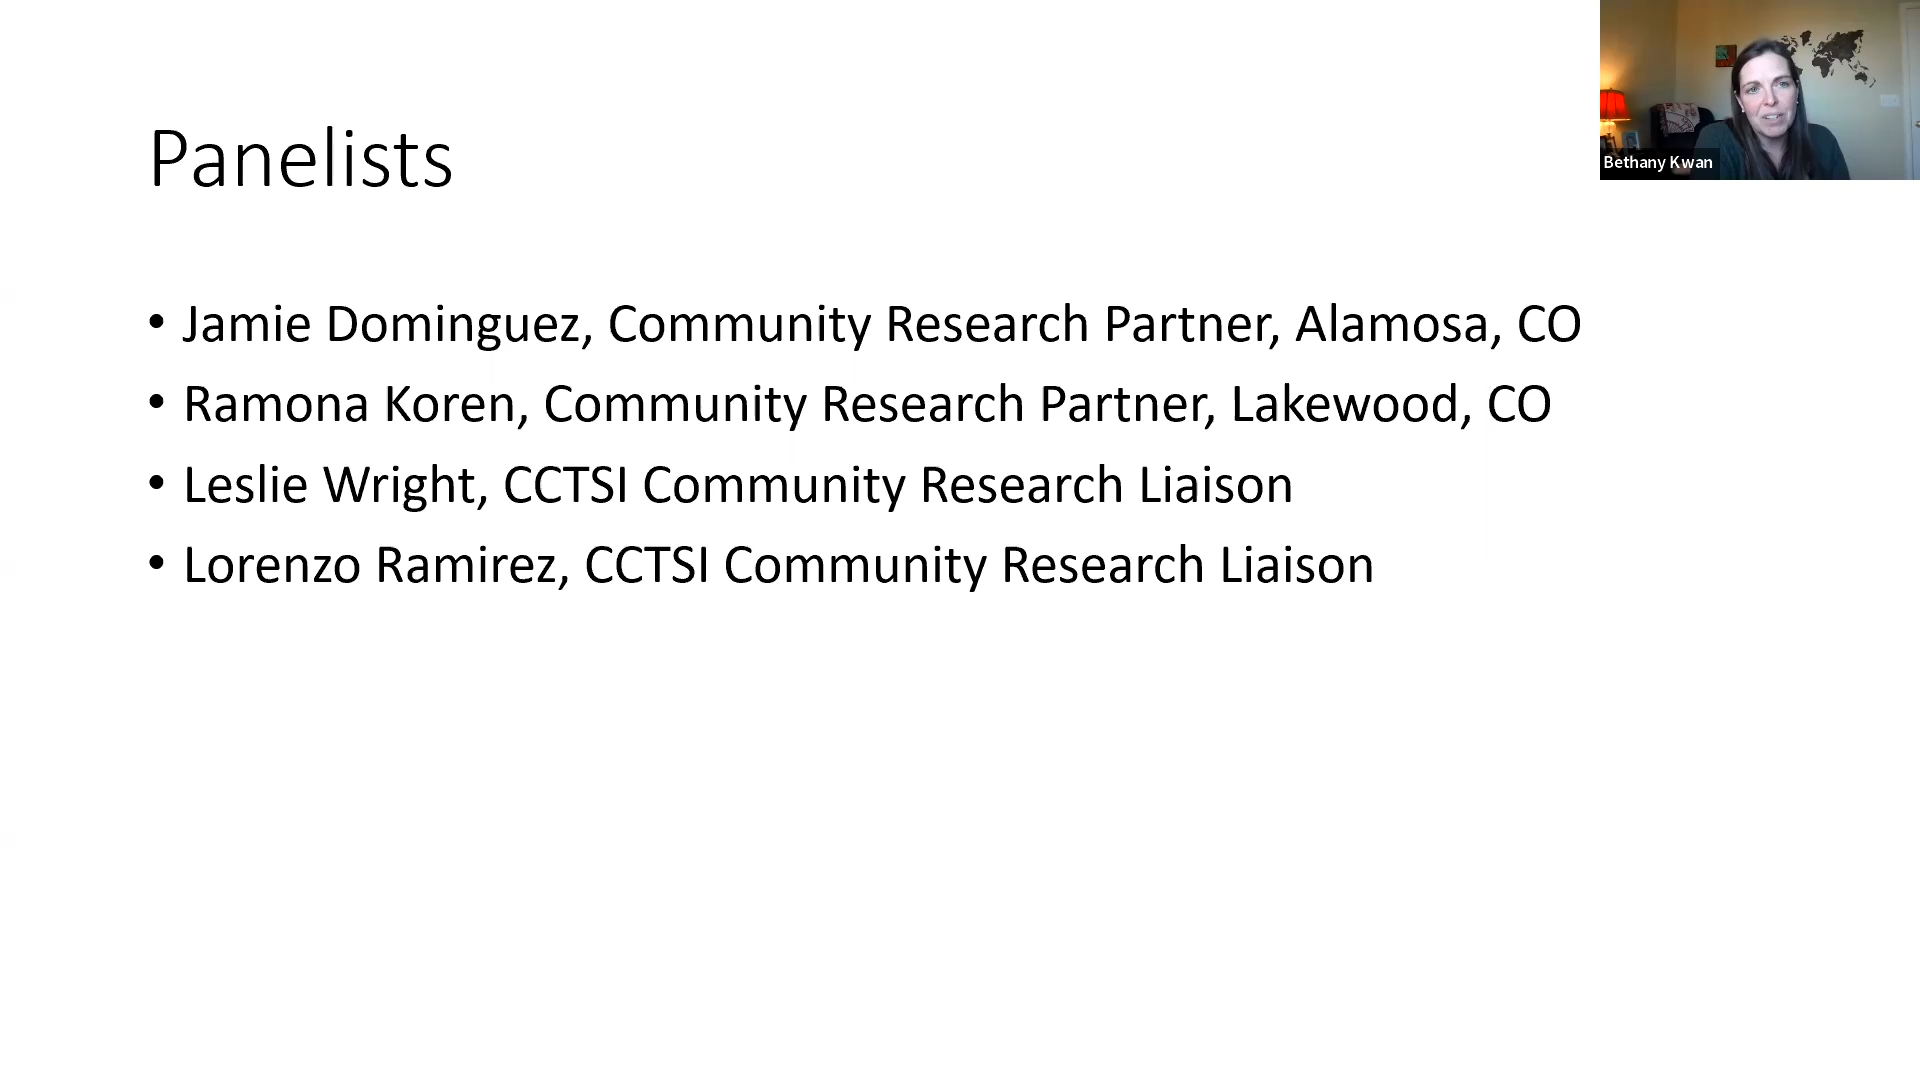 Bethany Kwan
Panelists
• Jamie Dominguez, Community Research Partner, Alamosa, CO
• Ramona Koren, Community Research Partner, Lakewood, CO
• Leslie Wright, CCTSI Community Research Liaison
• Lorenzo Ramirez, CCTSI Community Research Liaison